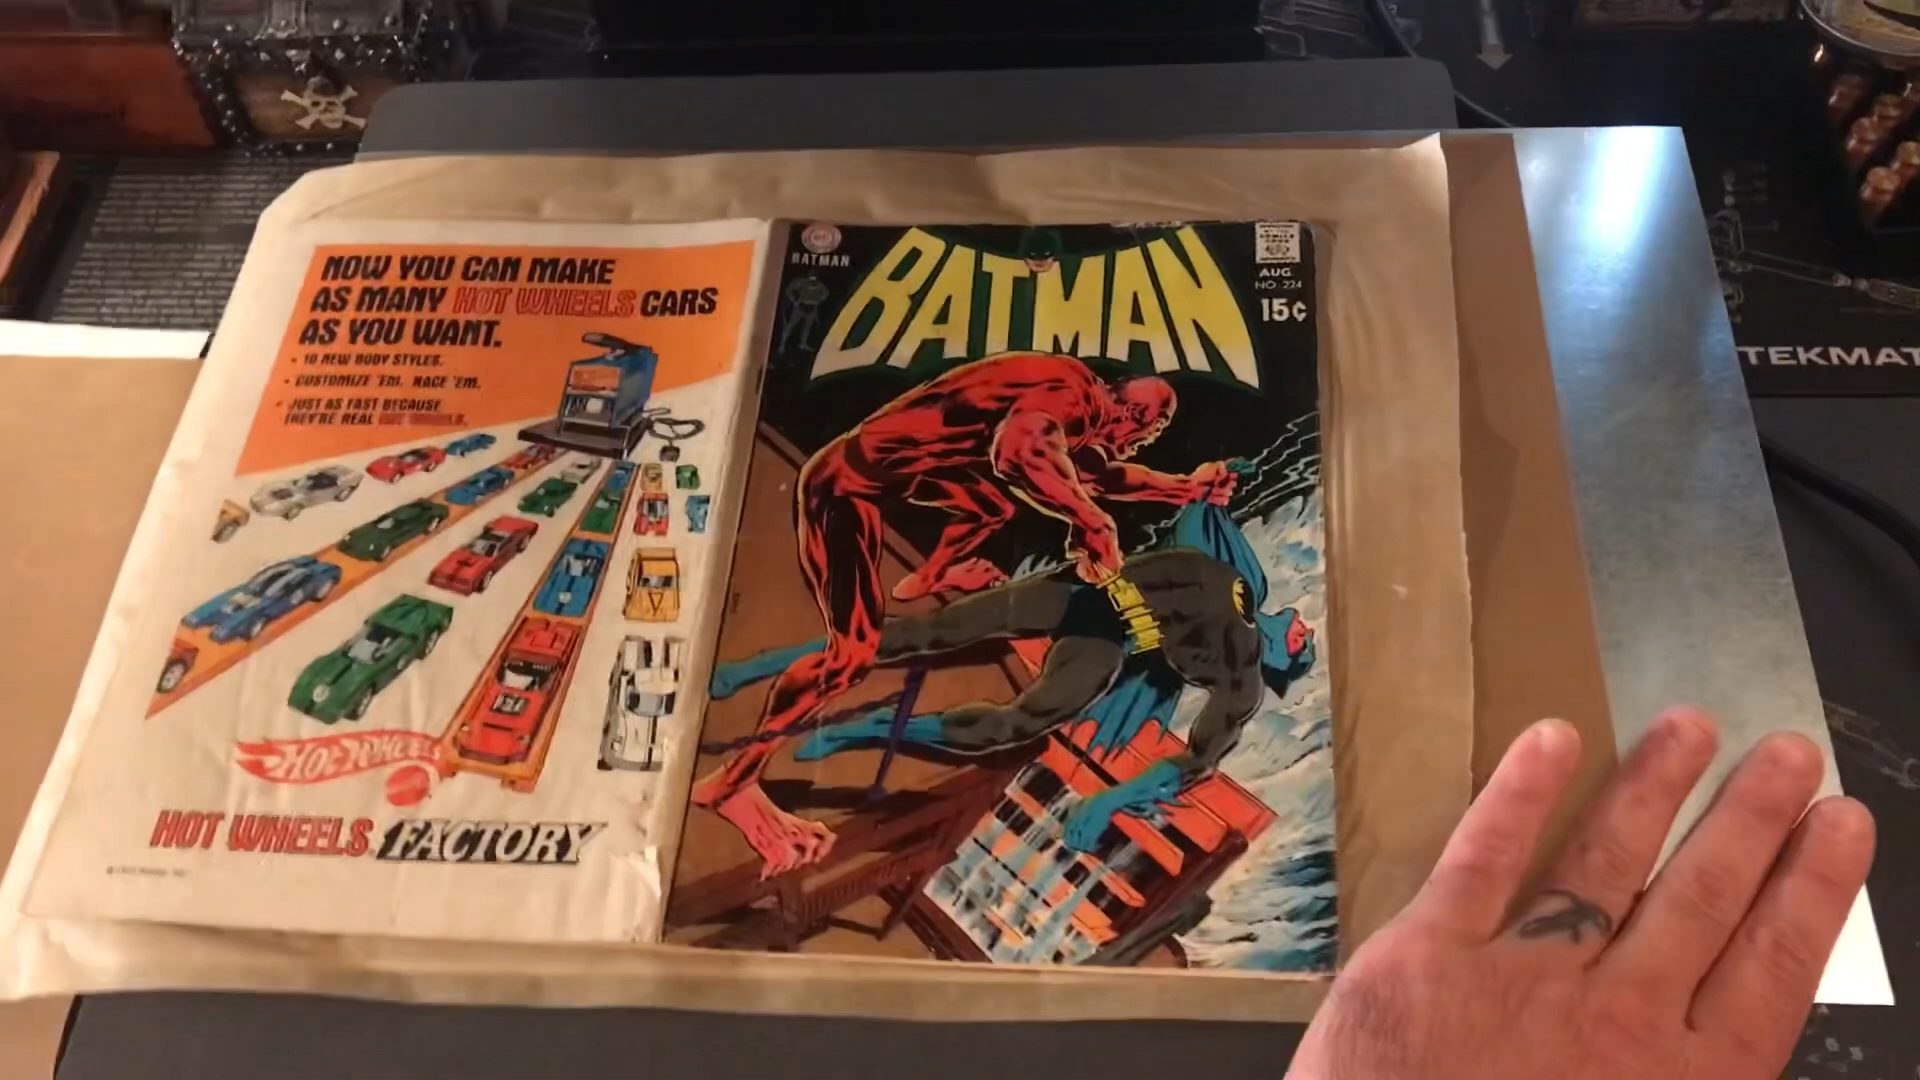 NOW YOU CAN MAKE
AS MANY HOT WHEELS CARS
AS YOU WANT.
• 10 NEW BODY STYLES.
• CUSTOMIZE 'EM. RACE 'EM.
• JUST AS FAST BECAUSE
THEY'RE REAL HOT WHEELS.
HOT WHEELS
HOT WHEELS FACTORY
BATMAN
BATMAN
AUG.
NO. 224
15¢
TEKMAT